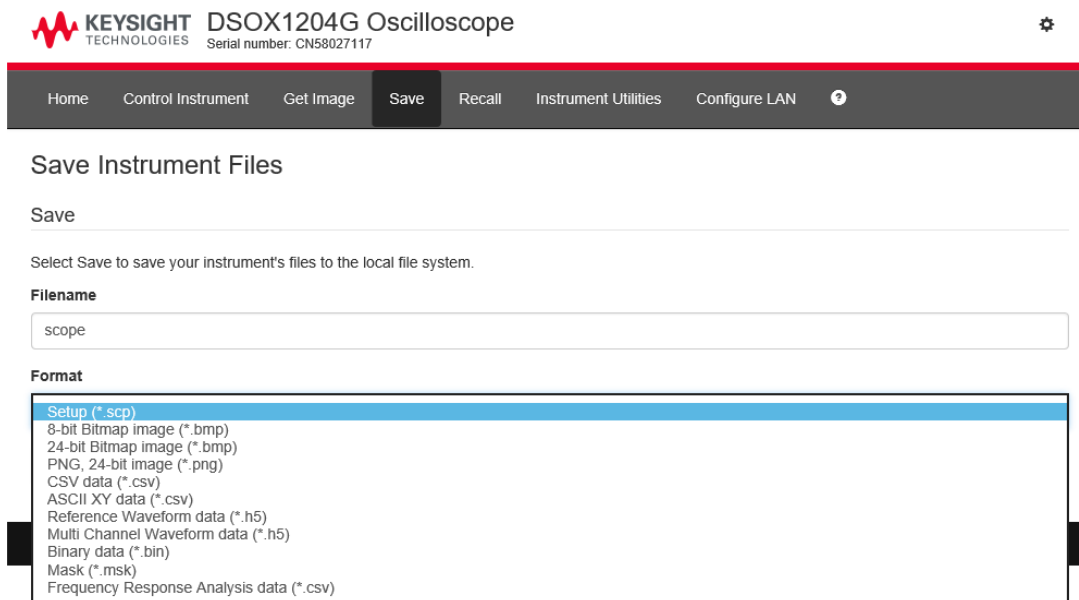 KEYSIGHT
TECHNOLOGIES
DSOX1204G Oscilloscope
Serial number: CN58027117
Home Control Instrument Get Image Save Recall Instrument Utilities Configure LAN ?
Save Instrument Files
Save
Select Save to save your instrument's files to the local file system.
Filename
scope
Format
Setup (*.scp)
8-bit Bitmap image (*.bmp)
24-bit Bitmap image (*.bmp)
PNG, 24-bit image (*.png)
CSV data (*.csv)
ASCII XY data (*.csv)
Reference Waveform data (*.h5)
Multi Channel Waveform data (*.h5)
Binary data (*.bin)
Mask (*.msk)
Frequency Response Analysis data (*.csv)